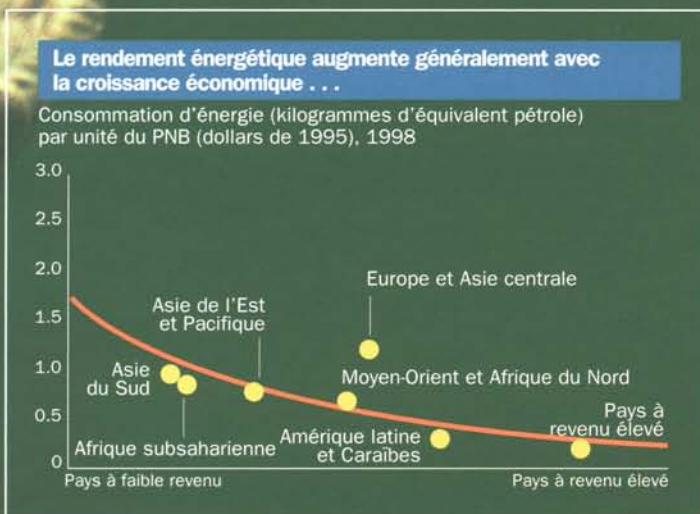 Le rendement énergétique augmente généralement avec
la croissance économique . . .
Consommation d'énergie (kilogrammes d'équivalent pétrole)
par unité du PNB (dollars de 1995), 1998
3.0
2.5
2.0
1.5
1.0
0.5
0
Europe et Asie centrale
Asie de l'Est
et Pacifique
Asie
du Sud
Moyen-Orient et Afrique du Nord
Pays à
revenu élevé
Afrique subsaharienne
Amérique latine
et Caraïbes
Pays à faible revenu
Pays à revenu élevé